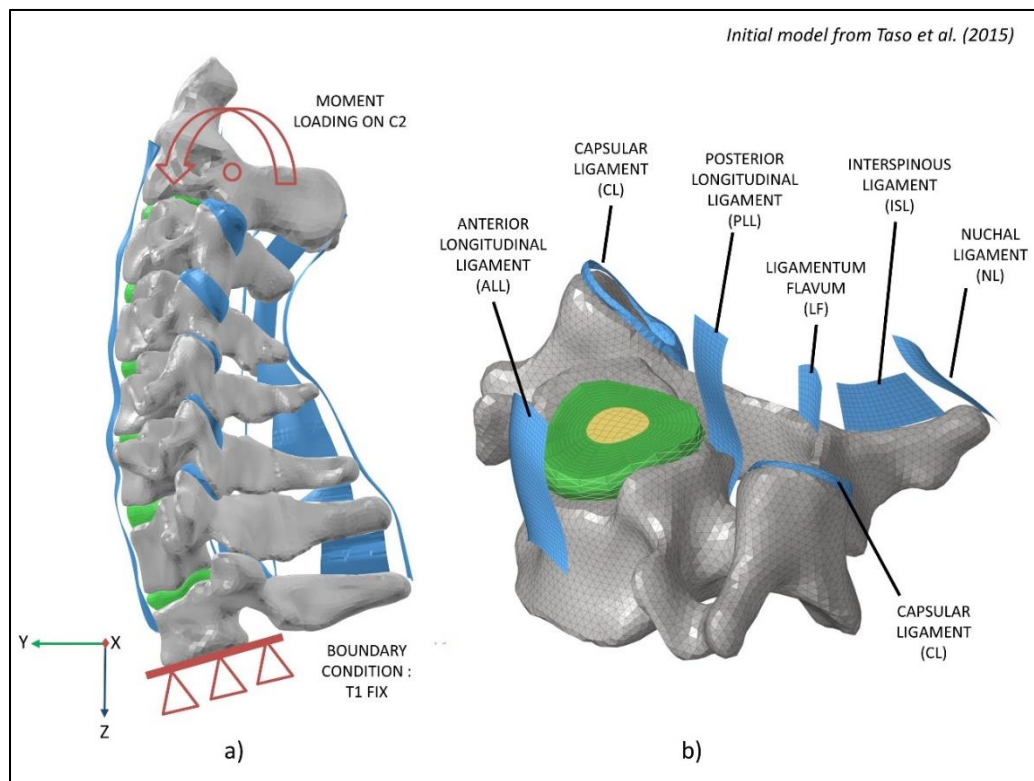 Initial model from Taso et al. (2015)
MOMENT
LOADING ON C2
Y
X
Z
BOUNDARY
CONDITION :
T1 FIX
a)
CAPSULAR
LIGAMENT
(CL)
POSTERIOR
LONGITUDINAL
LIGAMENT
(PLL)
INTERSPINOUS
LIGAMENT
(ISL)
ANTERIOR
LONGITUDINAL
LIGAMENT
(ALL)
LIGAMENTUM
FLAVUM
(LF)
NUCHAL
LIGAMENT
(NL)
CAPSULAR
LIGAMENT
(CL)
b)